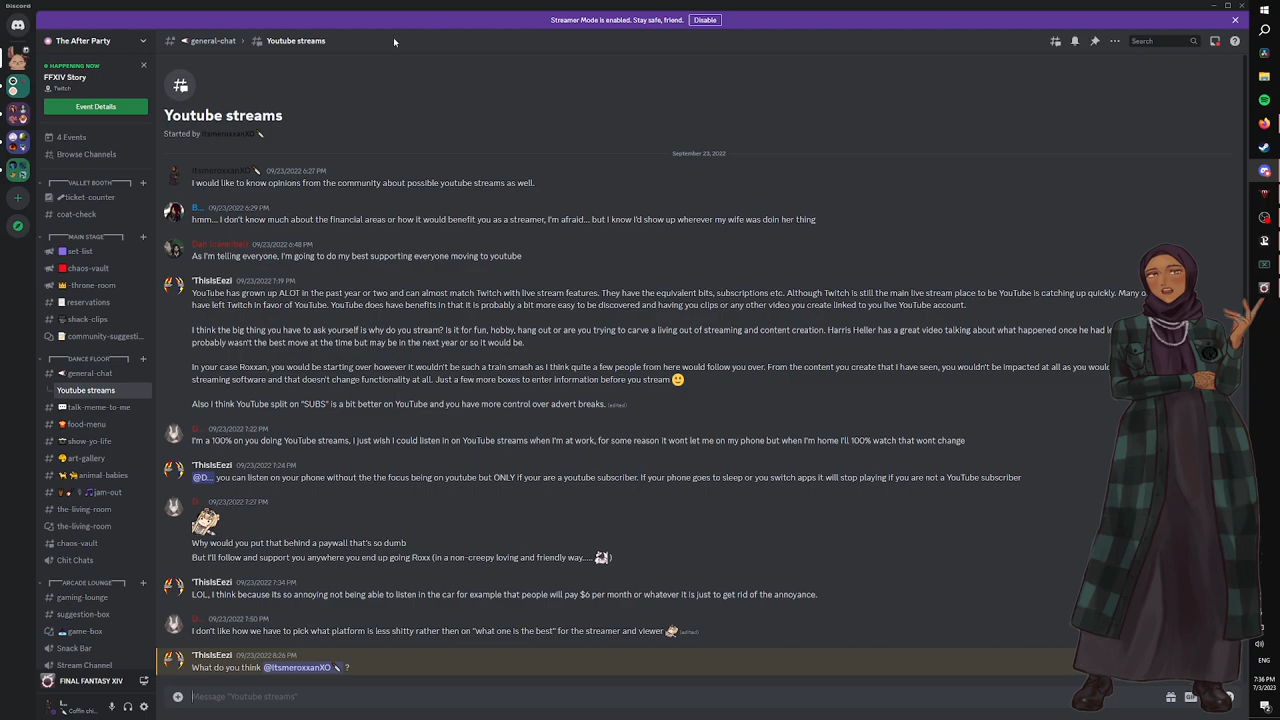 Discord
Streamer Mode is enabled. Stay safe, friend. Disable
The After Party
general-chat › Youtube streams
Search
HAPPENING NOW
FFXIV Story
Twitch
Event Details
4 Events
Browse Channels
VALLET BOOTH
ticket-counter
coat-check
MAIN STAGE
set-list
chaos-vault
-throne-room
reservations
shack-clips
community-suggesti...
DANCE FLOOR
general-chat
Youtube streams
talk-meme-to-me
food-menu
show-yo-life
art-gallery
animal-babies
jam-out
the-living-room
the-living-room
chaos-vault
Chit Chats
ARCADE LOUNGE
gaming-lounge
suggestion-box
game-box
Snack Bar
Stream Channel
FINAL FANTASY XIV
Coffin chi...
Youtube streams
Started by ItsmeroxxanXO
September 23, 2022
ItsmeroxxanXO 09/23/2022 6:27 PM
I would like to know opinions from the community about possible youtube streams as well.
B... 09/23/2022 6:29 PM
hmm... I don't know much about the financial areas or how it would benefit you as a streamer, I'm afraid... but I know I'd show up wherever my wife was doin her thing
09/23/2022 6:48 PM
As I'm telling everyone, I'm going to do my best supporting everyone moving to youtube
'ThisIsEezi 09/23/2022 7:19 PM
YouTube has grown up ALOT in the past year or two and can almost match Twitch with live stream features. They have the equivalent bits, subscriptions etc. Although Twitch is still the main live stream place to be YouTube is catching up quickly. Many o
have left Twitch in favor of YouTube. YouTube does have benefits in that it is probably a bit more easy to be discovered and having you clips or any other video you create linked to you live YouTube account.
I think the big thing you have to ask yourself is why do you stream? Is it for fun, hobby, hang out or are you trying to carve a living out of streaming and content creation. Harris Heller has a great video talking about what happened once he had le
probably wasn't the best move at the time but may be in the next year or so it would be.
In your case Roxxan, you would be starting over however it wouldn't be such a train smash as I think quite a few people from here would follow you over. From the content you create that I have seen, you wouldn't be impacted at all as you would
streaming software and that doesn't change functionality at all. Just a few more boxes to enter information before you stream 🙂
Also I think YouTube split on "SUBS" is a bit better on YouTube and you have more control over advert breaks. (edited)
D... 09/23/2022 7:22 PM
I'm a 100% on you doing YouTube streams, I just wish I could listen in on YouTube streams when I'm at work, for some reason it wont let me on my phone but when I'm home I'll 100% watch that wont change
'ThisIsEezi 09/23/2022 7:24 PM
@D... you can listen on your phone without the the focus being on youtube but ONLY if your are a youtube subscriber. If your phone goes to sleep or you switch apps it will stop playing if you are not a YouTube subscriber
D... 09/23/2022 7:27 PM
Why would you put that behind a paywall that's so dumb
But I'll follow and support you anywhere you end up going Roxx (in a non-creepy loving and friendly way..... )
'ThisIsEezi 09/23/2022 7:34 PM
LOL, I think because its so annoying not being able to listen in the car for example that people will pay $6 per month or whatever it is just to get rid of the annoyance.
D... 09/23/2022 7:50 PM
I don't like how we have to pick what platform is less shitty rather then on "what one is the best" for the streamer and viewer (edited)
'ThisIsEezi 09/23/2022 8:26 PM
What do you think @ItsmeroxxanXO ?
Message "Youtube streams"
GIF
ENG
7:36 PM
7/3/2023